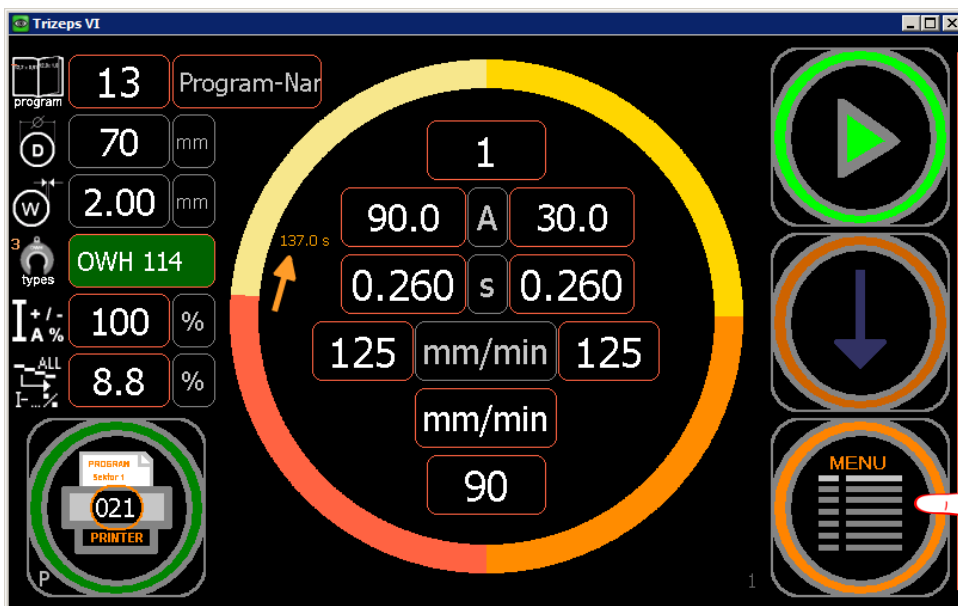 Trizeps VI
program
13
Program-Nar
D
70
mm
W
2.00
mm
3
types
OWH 114
I + / -
A %
100
%
ALL
I-...%
8.8
%
PROGRAM
Sektor 1
021
PRINTER
P
137.0 s
1
90.0 A 30.0
0.260 s 0.260
125 mm/min 125
mm/min
90
MENU
1